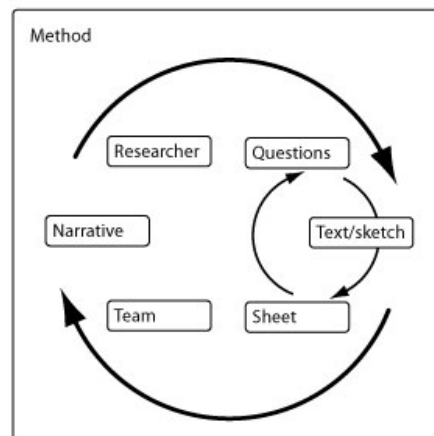 Method
Researcher
Questions
Narrative
Text/sketch
Team
Sheet